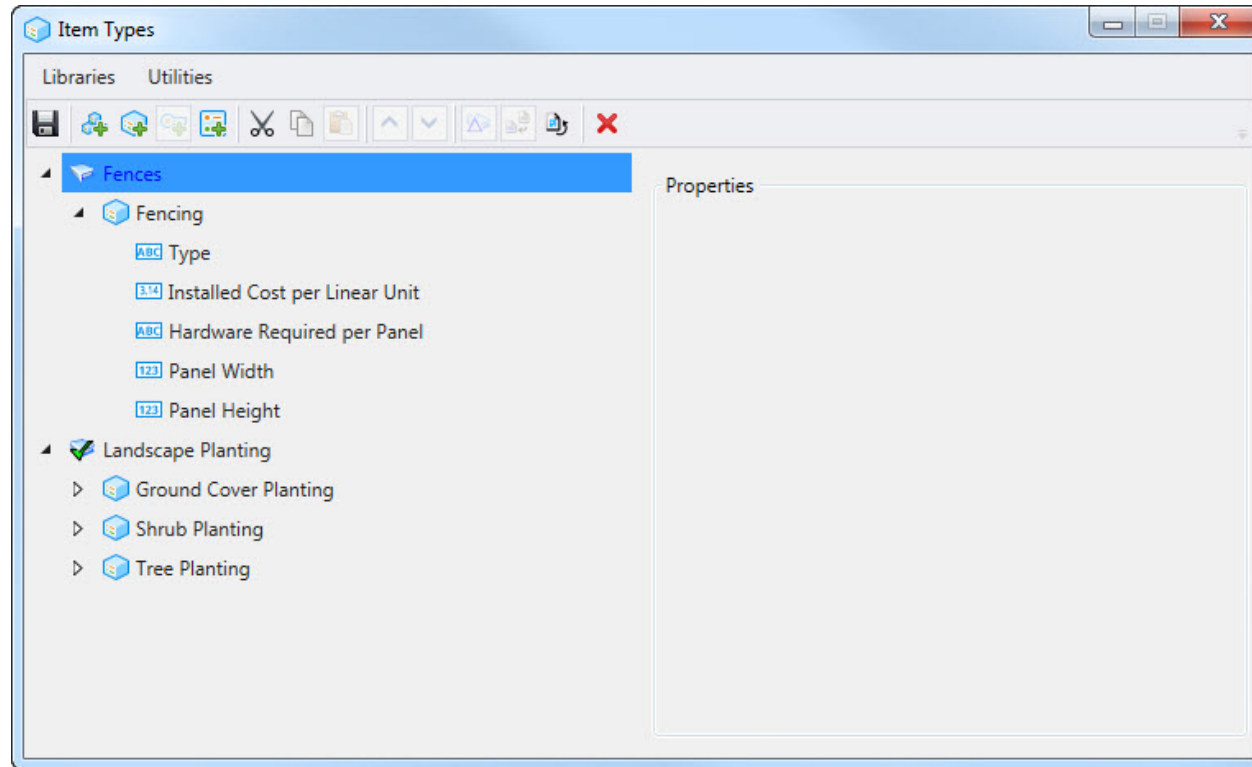 Item Types
Libraries Utilities
Fences
Properties
Fencing
ABC Type
3.14 Installed Cost per Linear Unit
ABC Hardware Required per Panel
123 Panel Width
123 Panel Height
Landscape Planting
Ground Cover Planting
Shrub Planting
Tree Planting